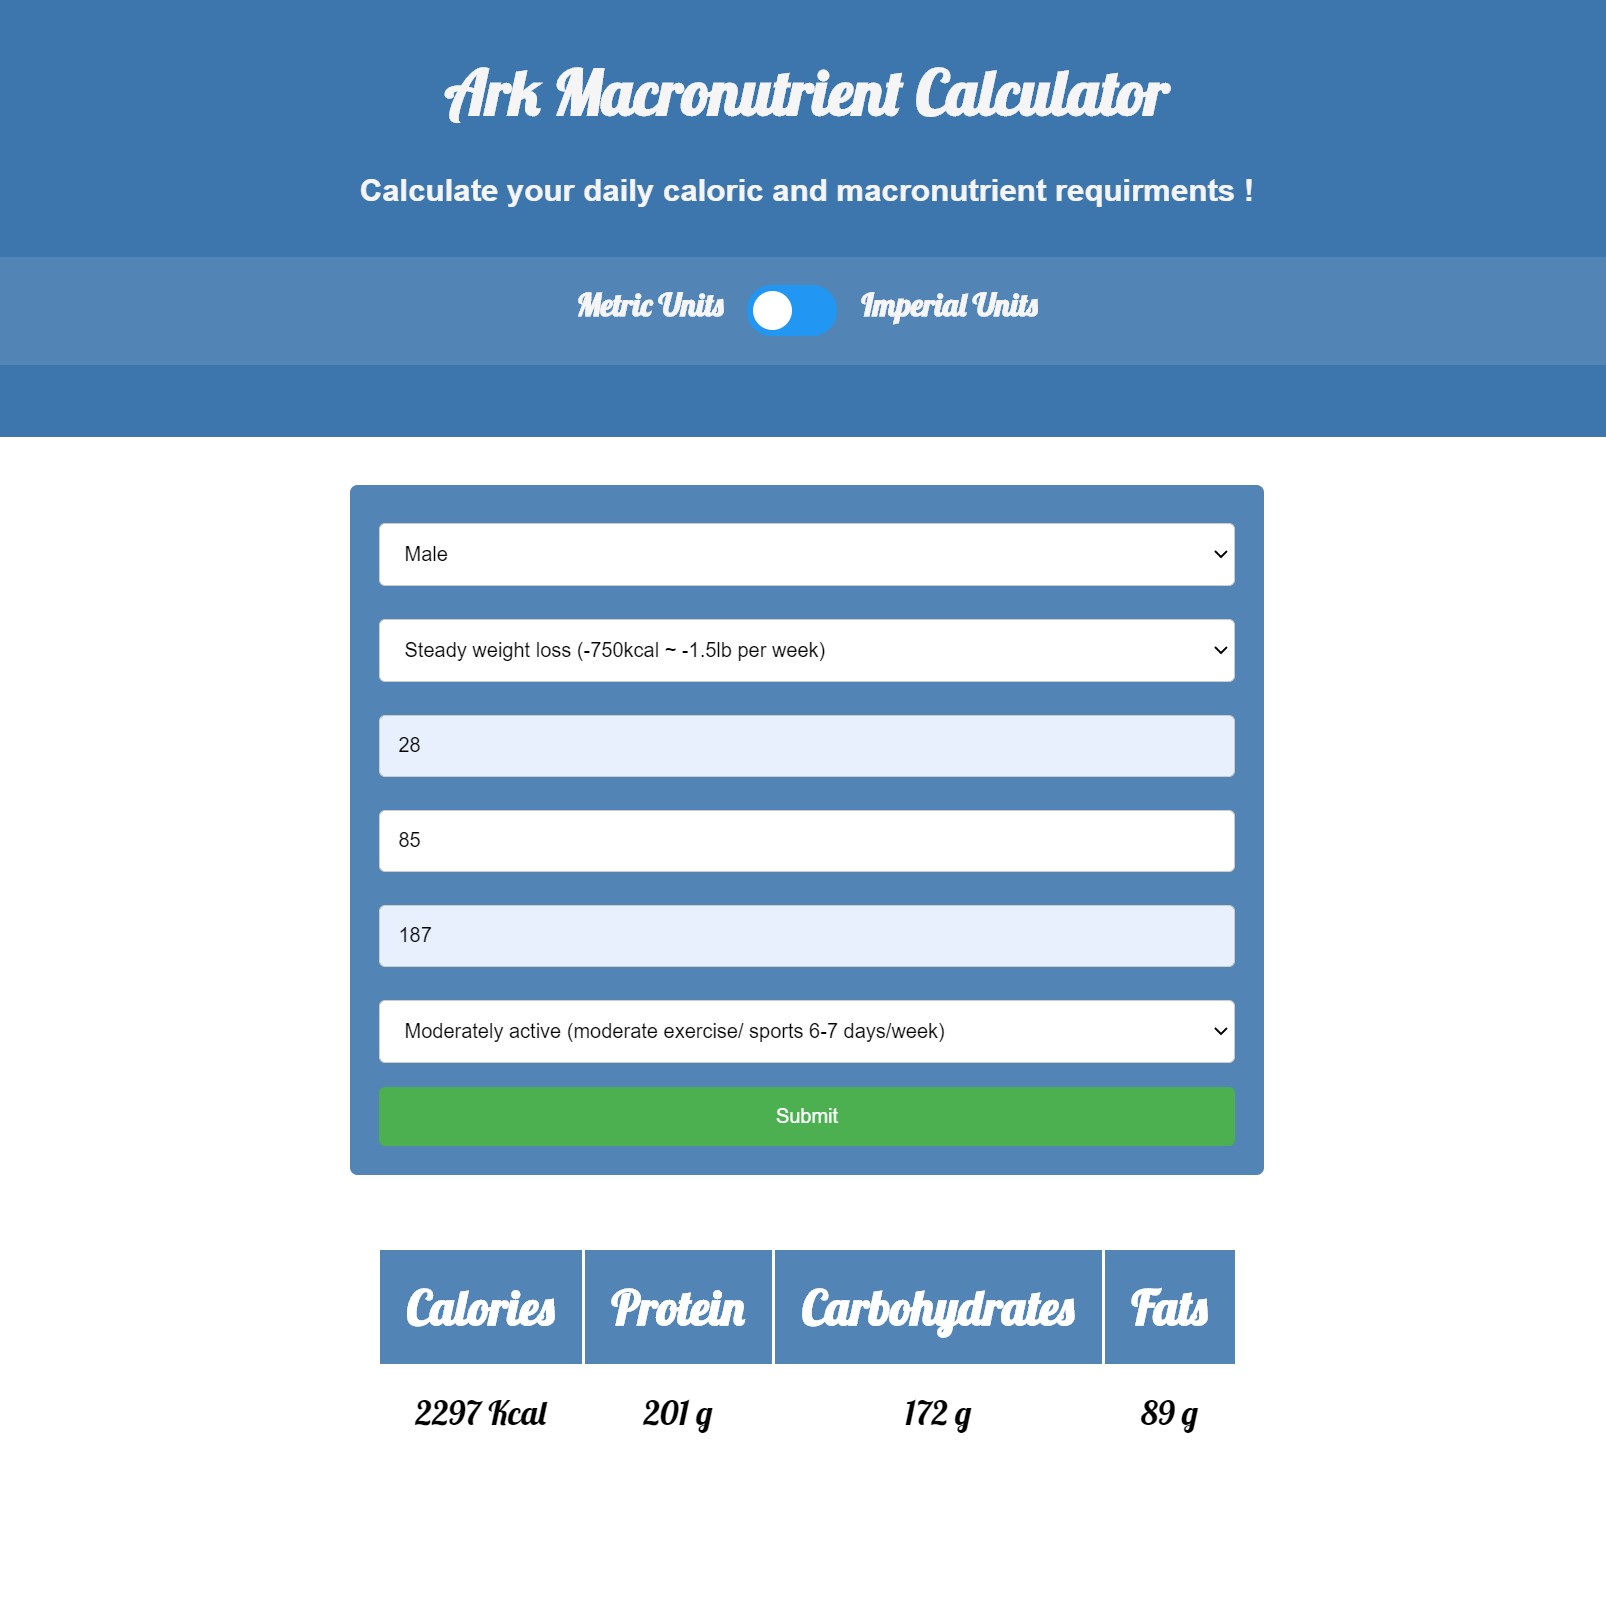 Ark Macronutrient Calculator
Calculate your daily caloric and macronutrient requirments !
Metric Units Imperial Units
Male
Steady weight loss (-750kcal ~ -1.5lb per week)
28
85
187
Moderately active (moderate exercise/ sports 6-7 days/week)
Submit
Calories Protein Carbohydrates Fats
2297 Kcal 201 g 172 g 89 g